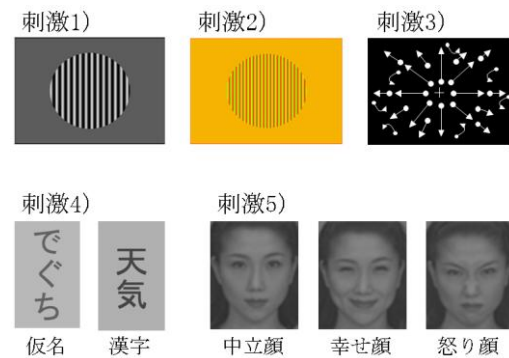 刺激1)
刺激2)
刺激3)
刺激4)
刺激5)
でぐち
天気
仮名
漢字
中立顔
幸せ顔
怒り顔